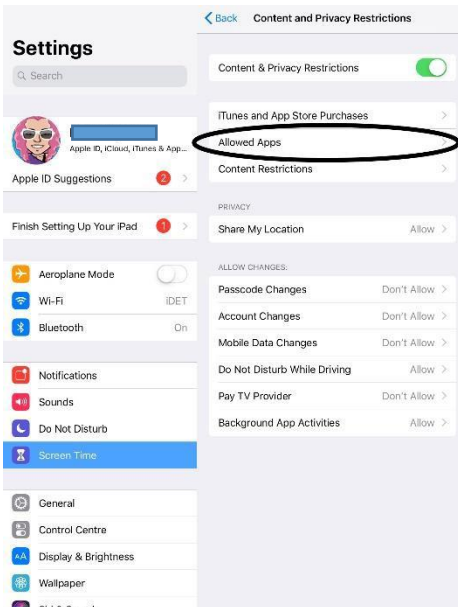 Settings
Search
Apple ID, iCloud, iTunes & App...
Apple ID Suggestions 2
Finish Setting Up Your iPad 1
Aeroplane Mode
Wi-Fi iDET
Bluetooth On
Notifications
Sounds
Do Not Disturb
Screen Time
General
Control Centre
Display & Brightness
AA
Wallpaper
Back Content and Privacy Restrictions
Content & Privacy Restrictions
iTunes and App Store Purchases
Allowed Apps
Content Restrictions
PRIVACY
Share My Location Allow
ALLOW CHANGES:
Passcode Changes Don't Allow
Account Changes Don't Allow
Mobile Data Changes Don't Allow
Do Not Disturb While Driving Allow
Pay TV Provider Don't Allow
Background App Activities Allow